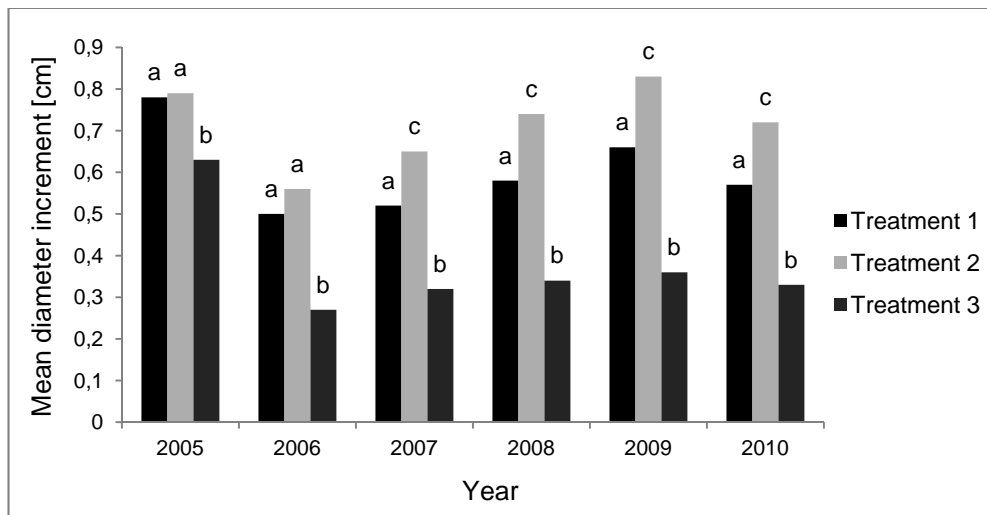 Mean diameter increment [cm]
0,9
0,8
0,7
0,6
0,5
0,4
0,3
0,2
0,1
0
a a b
a a b
a c b
a c b
a c b
a c b
2005 2006 2007 2008 2009 2010
Year
Treatment 1
Treatment 2
Treatment 3